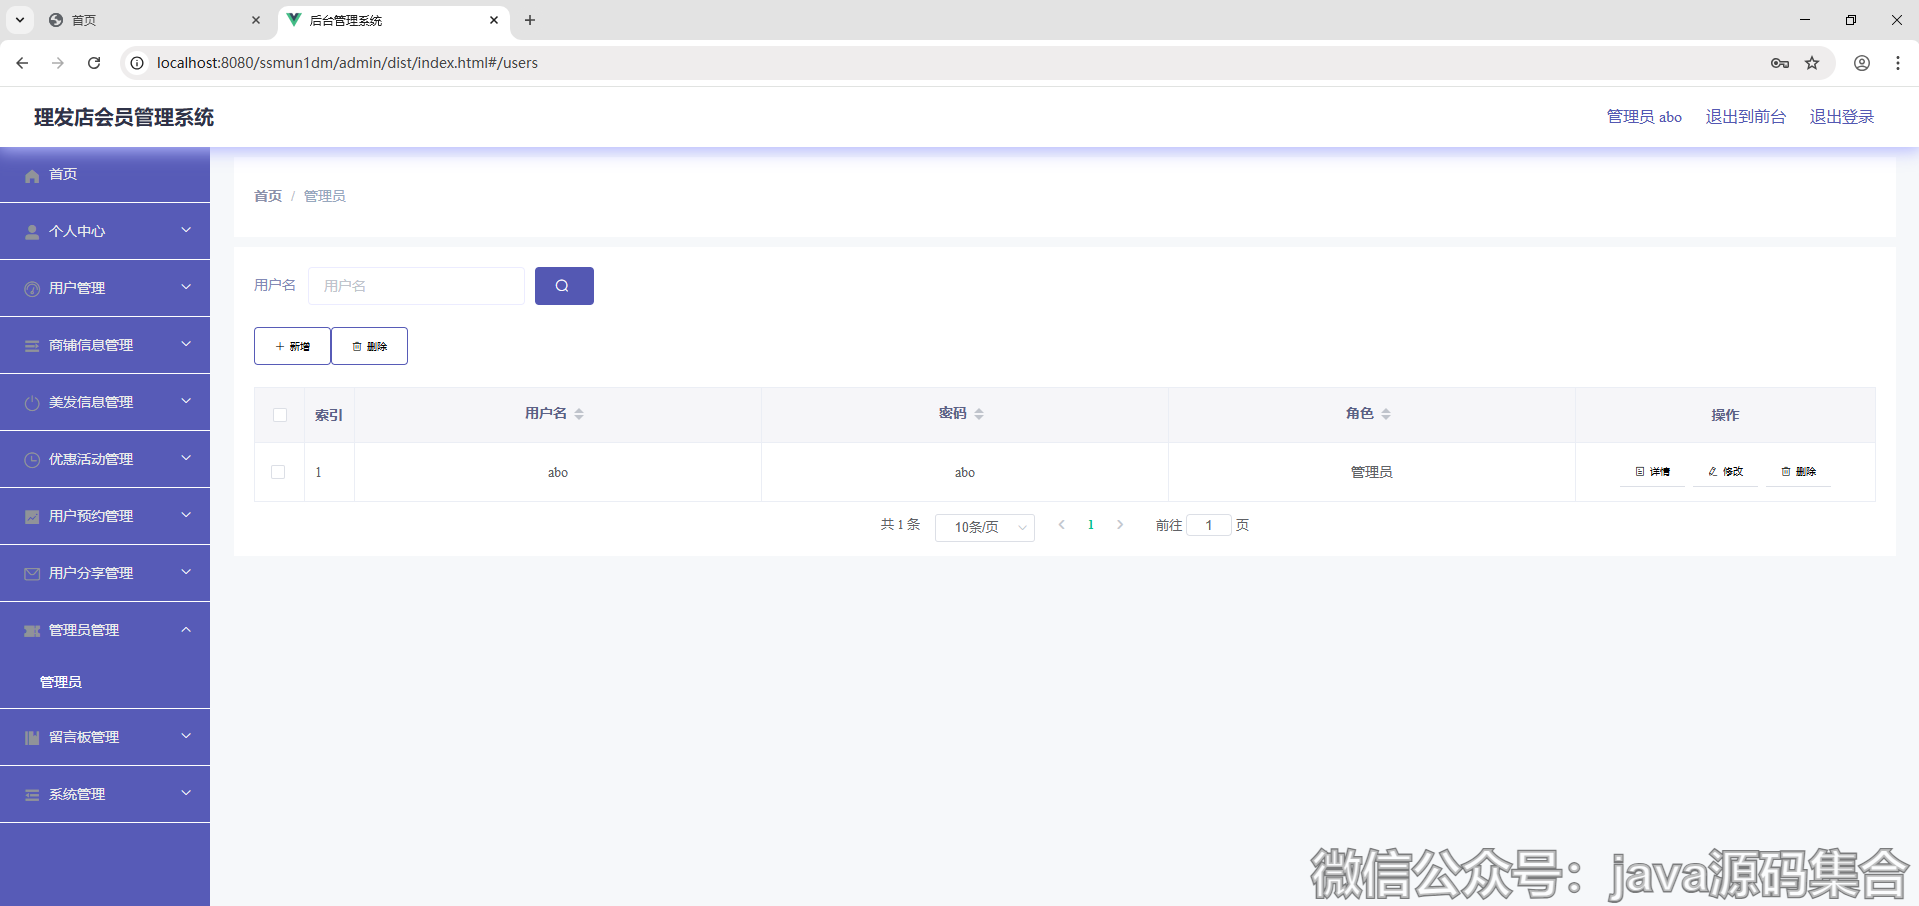 首页
后台管理系统
localhost:8080/ssmun1dm/admin/dist/index.html#/users
理发店会员管理系统
管理员 abo 退出到前台 退出登录
首页
个人中心
用户管理
商铺信息管理
美发信息管理
优惠活动管理
用户预约管理
用户分享管理
管理员管理
管理员
留言板管理
系统管理
首页 / 管理员
用户名 用户名
新增 删除
索引 用户名 密码 角色 操作
1 abo abo 管理员 详情 修改 删除
共 1 条 10条/页 1 前往 1 页
微信公众号：java源码集合